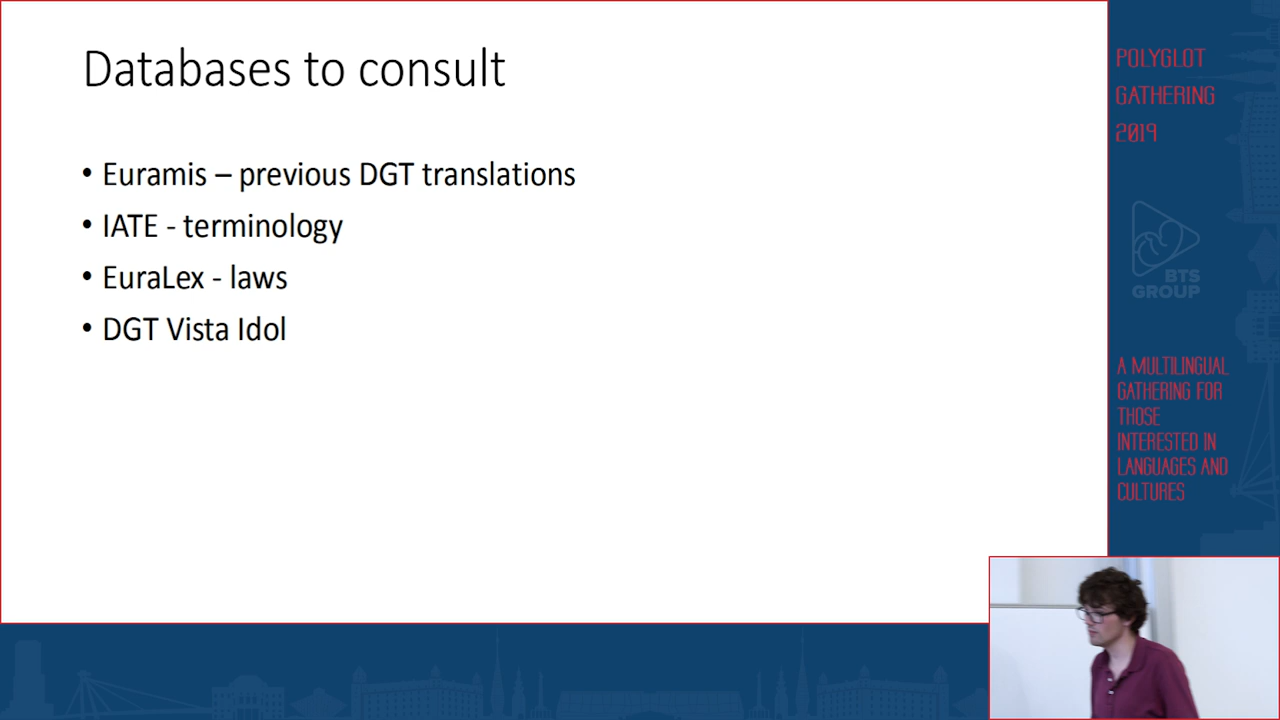 Databases to consult
• Euramis – previous DGT translations
• IATE - terminology
• EuraLex - laws
• DGT Vista Idol
POLYGLOT
GATHERING
2019
BTS
GROUP
A MULTILINGUAL
GATHERING FOR
THOSE
INTERESTED IN
LANGUAGES AND
CULTURES